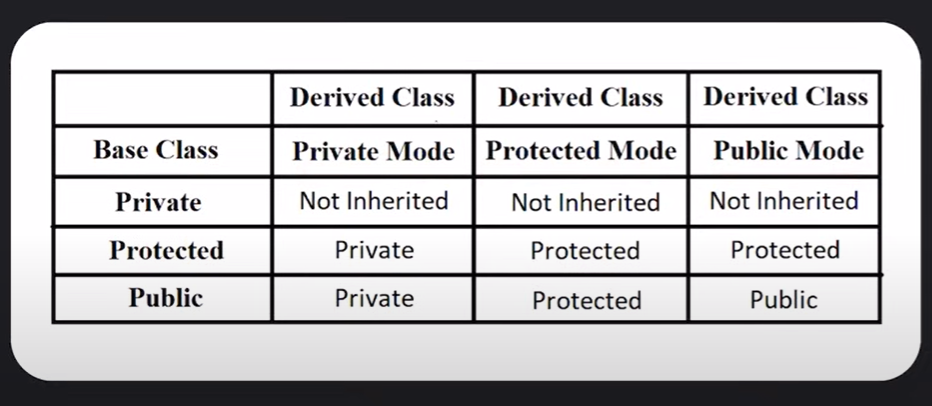 Derived Class Derived Class Derived Class
Base Class Private Mode Protected Mode Public Mode
Private Not Inherited Not Inherited Not Inherited
Protected Private Protected Protected
Public Private Protected Public